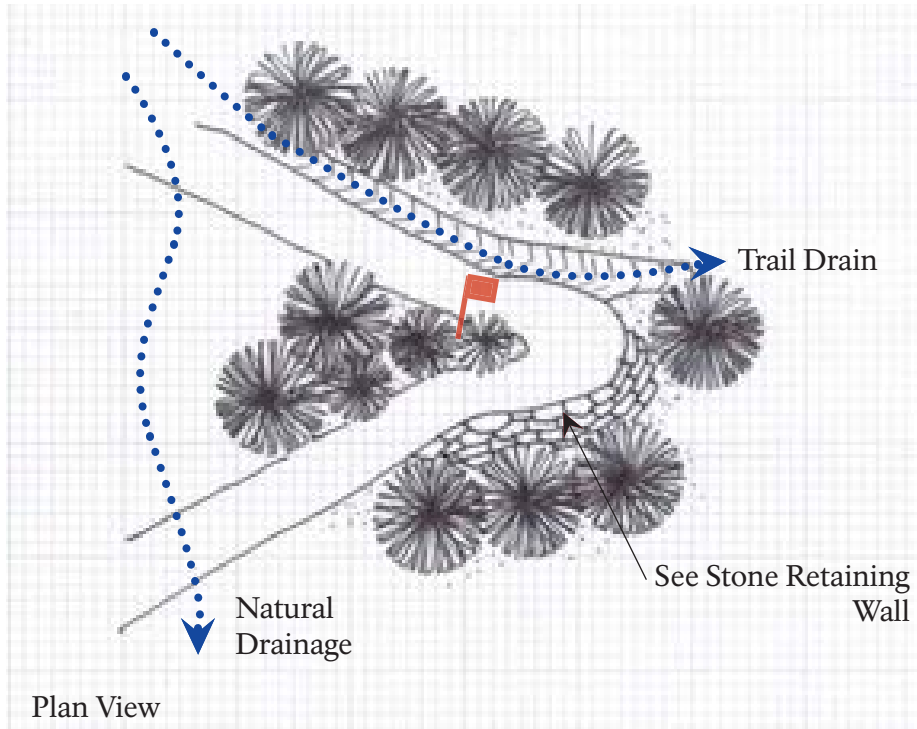 Trail Drain
See Stone Retaining
Wall
Natural
Drainage
Plan View